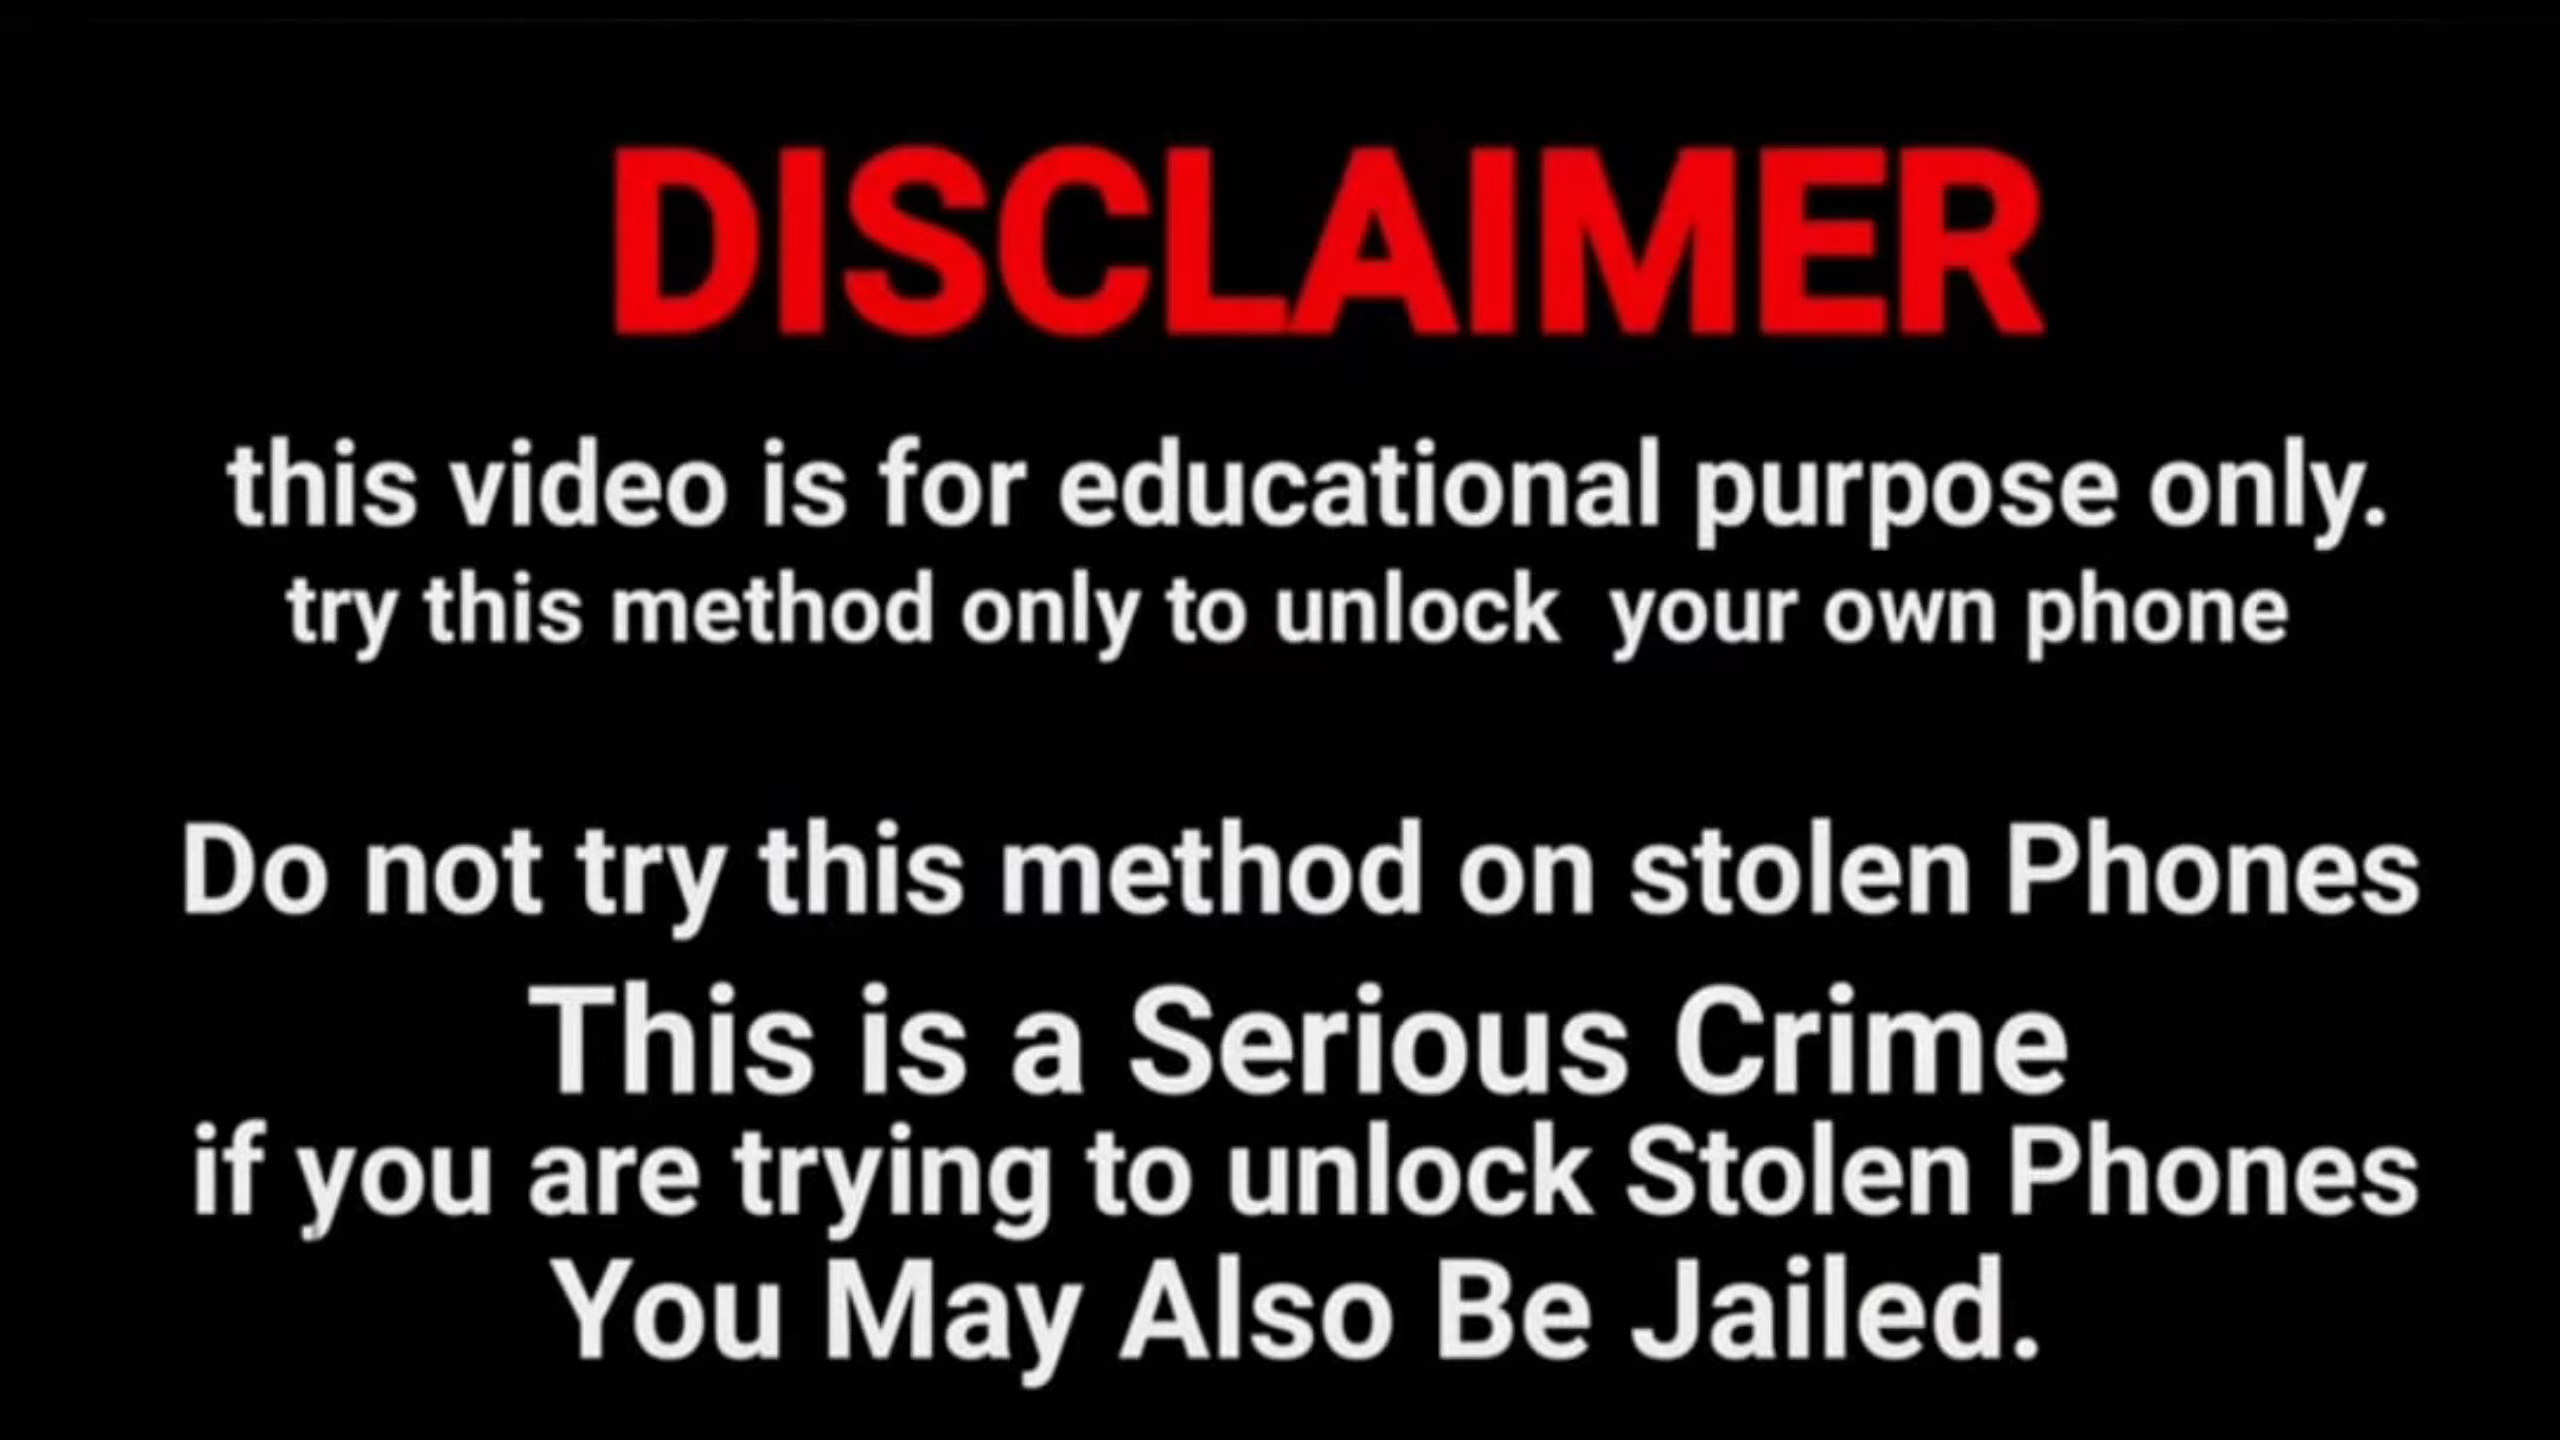 DISCLAIMER
this video is for educational purpose only.
try this method only to unlock  your own phone
Do not try this method on stolen Phones
This is a Serious Crime
if you are trying to unlock Stolen Phones
You May Also Be Jailed.